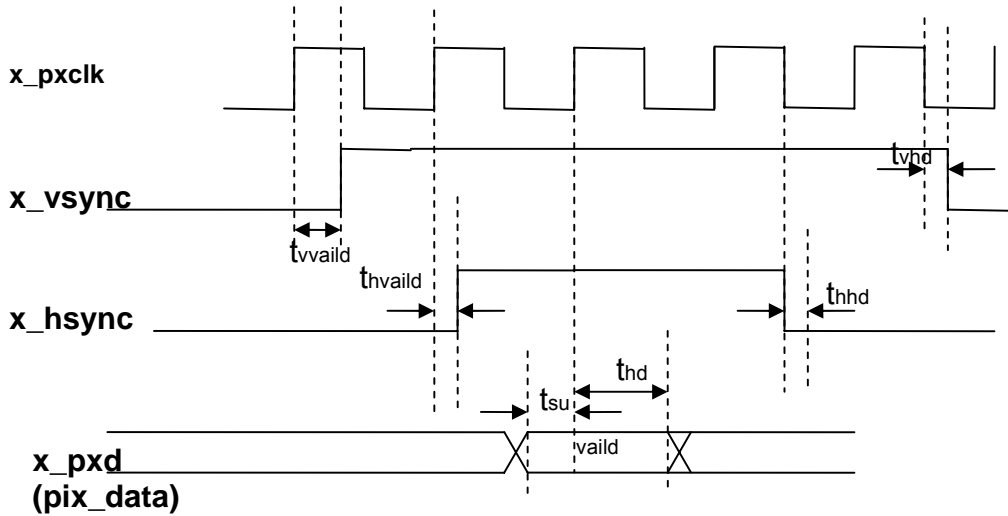 x_pxclk
tvhd
x_vsync
tvvaild
thvaild
thhd
x_hsync
thd
tsu
vaild
x_pxd
(pix_data)